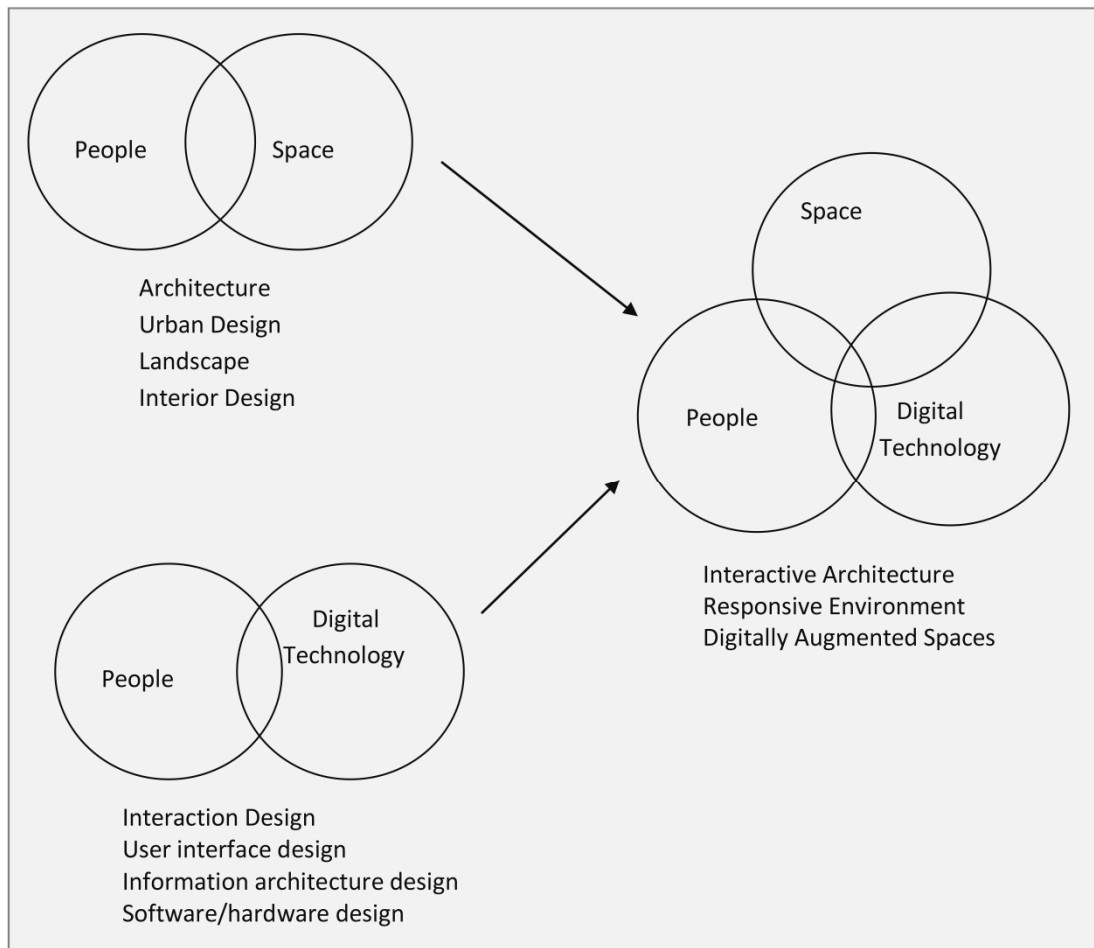 People
Space
Architecture
Urban Design
Landscape
Interior Design
Space
People
Digital
Technology
Interactive Architecture
Responsive Environment
Digitally Augmented Spaces
People
Digital
Technology
Interaction Design
User interface design
Information architecture design
Software/hardware design